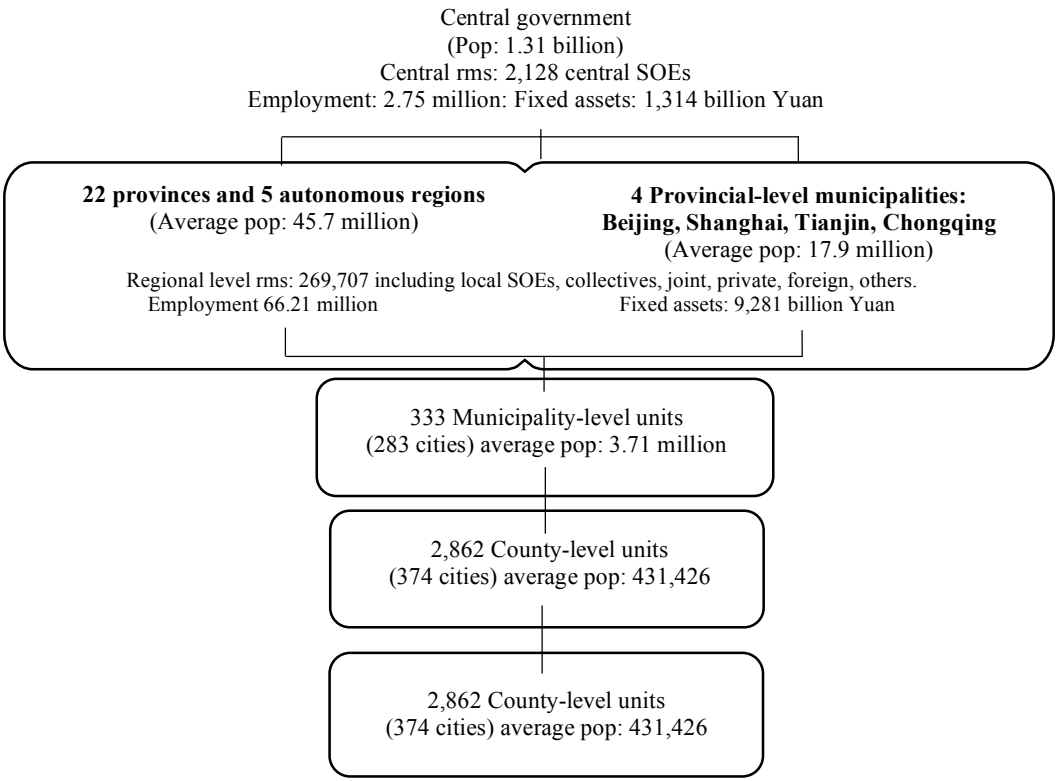 Central government
(Pop: 1.31 billion)
Central rms: 2,128 central SOEs
Employment: 2.75 million: Fixed assets: 1,314 billion Yuan
22 provinces and 5 autonomous regions
(Average pop: 45.7 million)
4 Provincial-level municipalities:
Beijing, Shanghai, Tianjin, Chongqing
(Average pop: 17.9 million)
Regional level rms: 269,707 including local SOEs, collectives, joint, private, foreign, others.
Employment 66.21 million
Fixed assets: 9,281 billion Yuan
333 Municipality-level units
(283 cities) average pop: 3.71 million
2,862 County-level units
(374 cities) average pop: 431,426
2,862 County-level units
(374 cities) average pop: 431,426